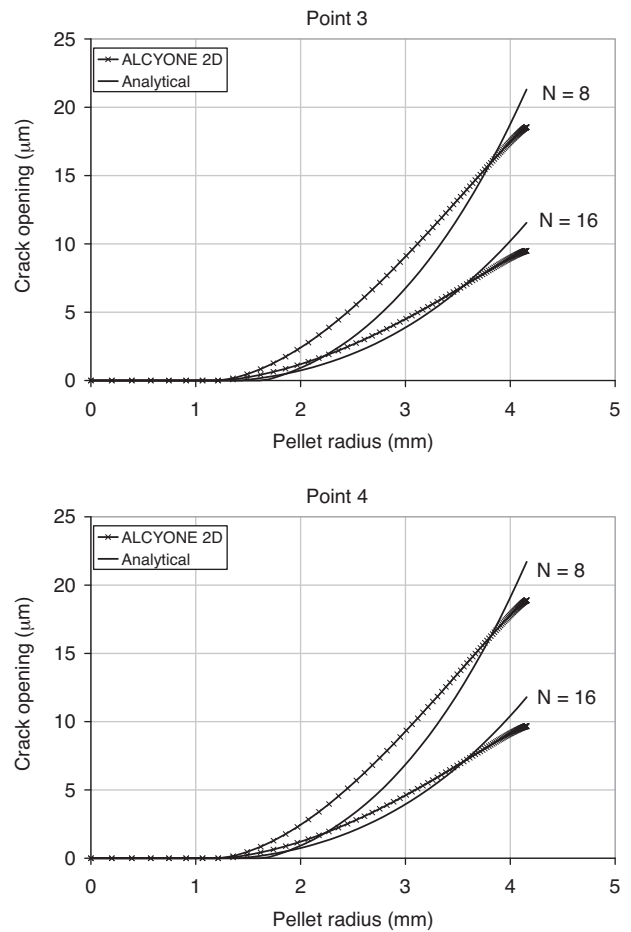 Point 3
25
20
15
10
5
0
Crack opening (μm)
ALCYONE 2D
Analytical
N = 8
N = 16
0 1 2 3 4 5
Pellet radius (mm)
Point 4
25
20
15
10
5
0
Crack opening (μm)
ALCYONE 2D
Analytical
N = 8
N = 16
0 1 2 3 4 5
Pellet radius (mm)